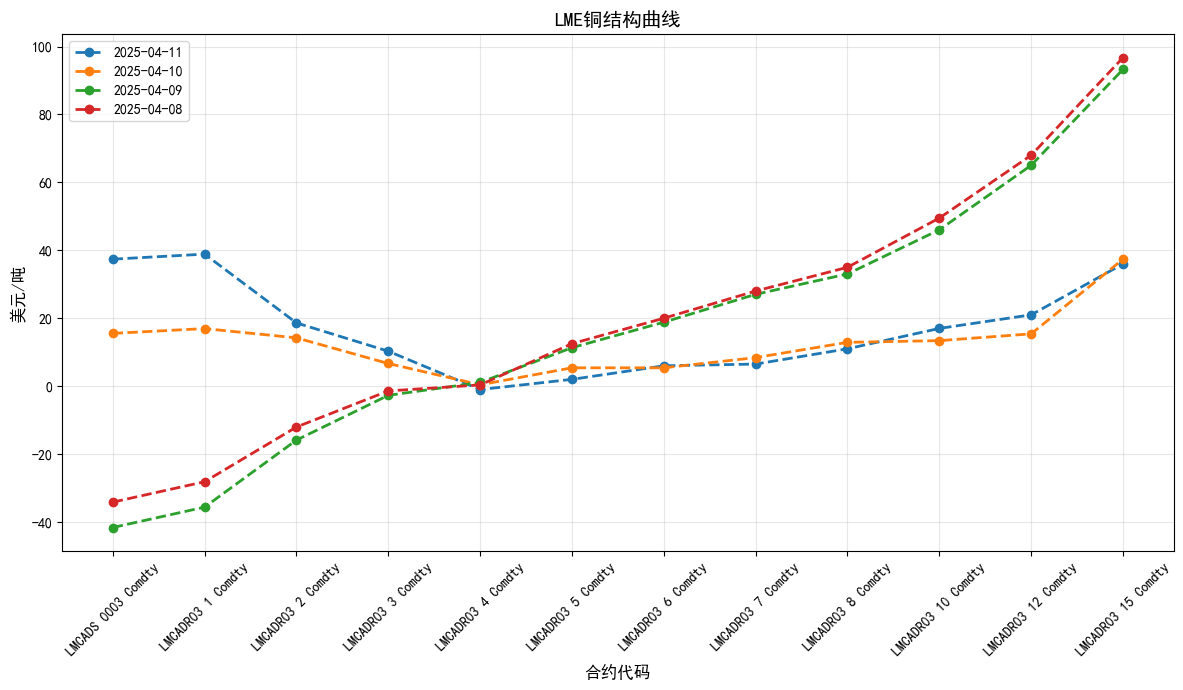 LME铜结构曲线
2025-04-11
2025-04-10
2025-04-09
2025-04-08
美元/吨
100
80
60
40
20
0
−20
−40
LMCADS 0003 Comdty
LMCADR03 1 Comdty
LMCADR03 2 Comdty
LMCADR03 3 Comdty
LMCADR03 4 Comdty
LMCADR03 5 Comdty
LMCADR03 6 Comdty
LMCADR03 7 Comdty
LMCADR03 8 Comdty
LMCADR03 10 Comdty
LMCADR03 12 Comdty
LMCADR03 15 Comdty
合约代码